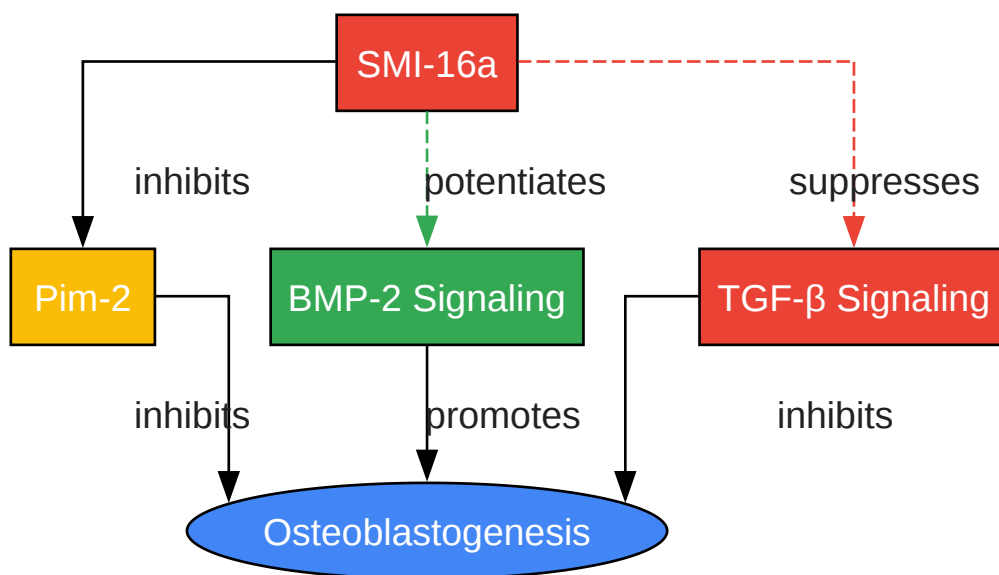 SMI-16a
inhibits
potentiates
suppresses
Pim-2
BMP-2 Signaling
TGF-β Signaling
inhibits
promotes
inhibits
Osteoblastogenesis